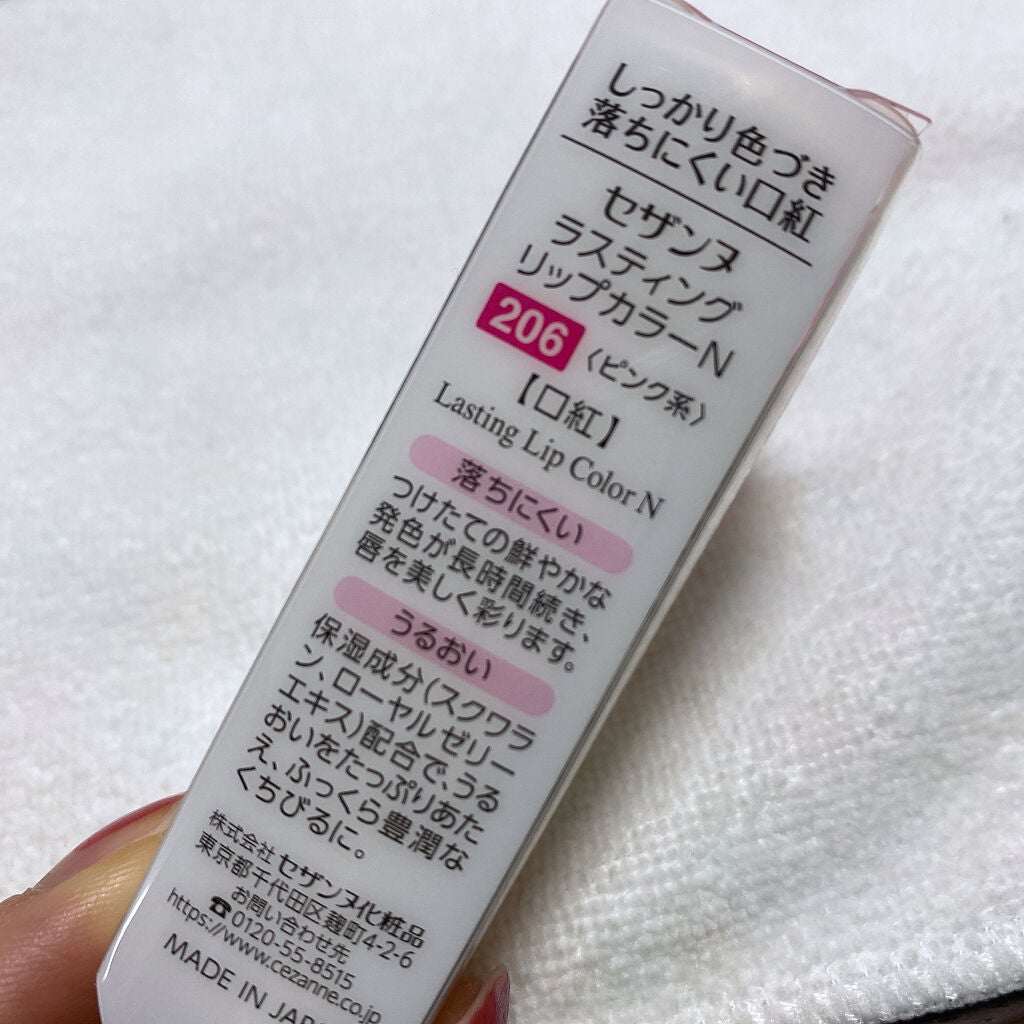 しっかり色づき
落ちにくい口紅
セザンヌ
ラスティング
リップカラーN
206 〈ピンク系〉
【口紅】
Lasting Lip Color N
落ちにくい
つけたての鮮やかな
発色が長時間続き、
唇を美しく彩ります。
うるおい
保湿成分(スクワラ
ン、ローヤルゼリー
エキス)配合で、うる
おいをたっぷりあた
え、ふっくら豊潤な
くちびるに。
株式会社 セザンヌ化粧品
東京都千代田区麹町4-2-6
お問い合わせ先
☎0120-55-8515
https://www.cezanne.co.jp
MADE IN JAPA